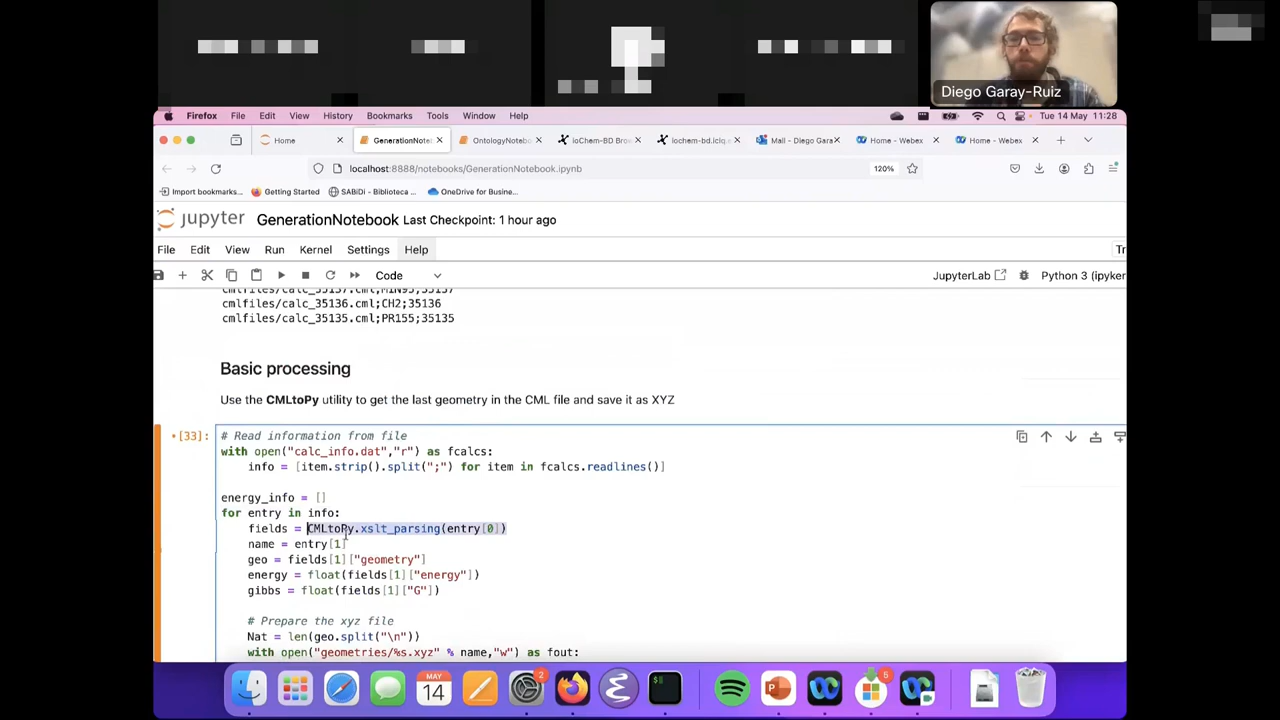 Diego Garay-Ruiz
Firefox File Edit View History Bookmarks Tools Window Help
Tue 14 May 11:28
Home
GenerationNote
OntologyNoteb
ioChem-BD Brow
iochem-bd.iciq.
Mail - Diego Gara
Home - Webex
Home - Webex
localhost:8888/notebooks/GenerationNotebook.ipynb
120%
Import bookmarks... Getting Started SABiDi - Biblioteca ... OneDrive for Busine...
jupyter GenerationNotebook Last Checkpoint: 1 hour ago
File Edit View Run Kernel Settings Help
Code
JupyterLab
Python 3 (ipyker
cmlfiles/calc_35136.cml;CH2;35136
cmlfiles/calc_35135.cml;PR155;35135
Basic processing
Use the CMLtoPy utility to get the last geometry in the CML file and save it as XYZ
[33]:
# Read information from file
with open("calc_info.dat","r") as fcalcs:
info = [item.strip().split(";") for item in fcalcs.readlines()]
energy_info = []
for entry in info:
fields = CMLtoPy.xslt_parsing(entry[0])
name = entry[1]
geo = fields[1]["geometry"]
energy = float(fields[1]["energy"])
gibbs = float(fields[1]["G"])
# Prepare the xyz file
Nat = len(geo.split("\n"))
with open("geometries/%s.xyz" % name,"w") as fout:
MAY
14
2
5